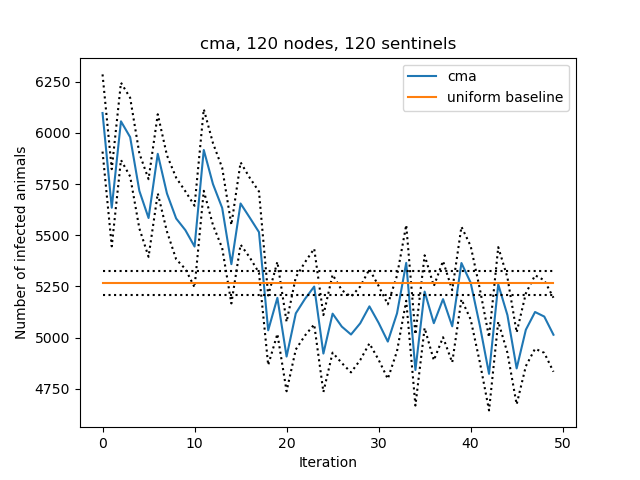 cma, 120 nodes, 120 sentinels
cma
uniform baseline
Number of infected animals
6250
6000
5750
5500
5250
5000
4750
0 10 20 30 40 50
Iteration